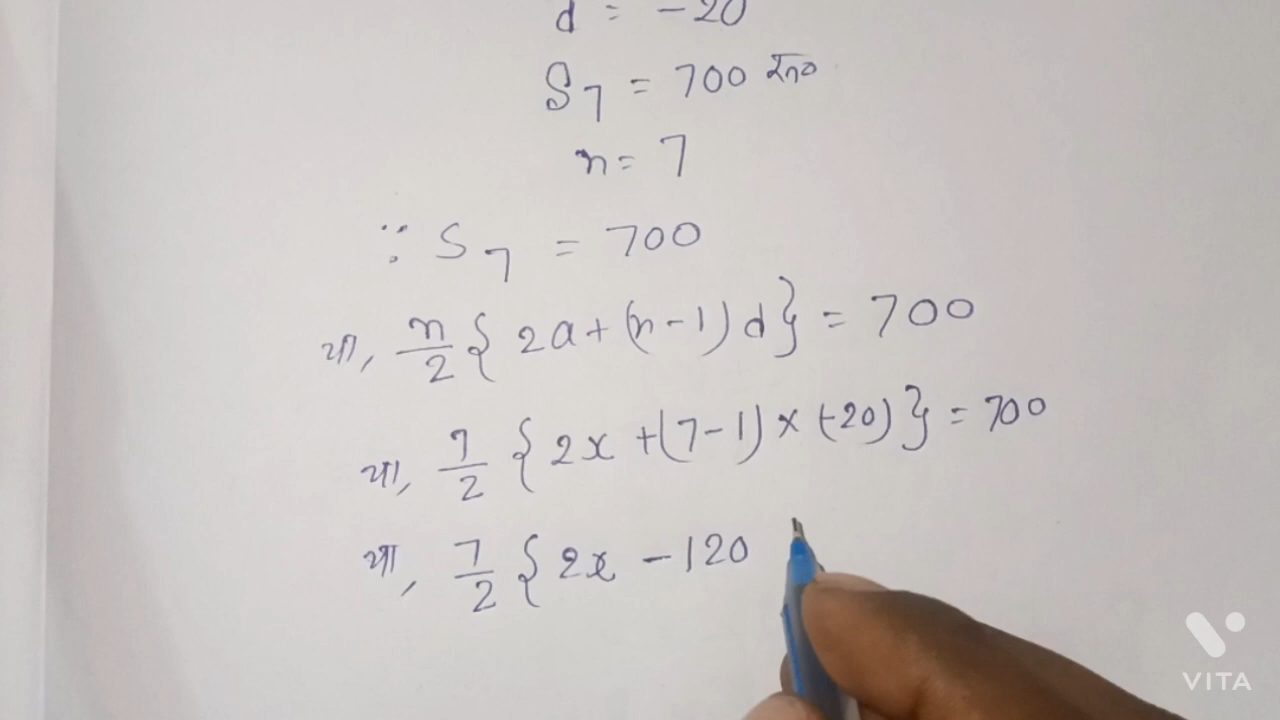 d = -20
S₇ = 700 रु०
n = 7
∵ S₇ = 700
या, n/2 { 2a + (n - 1) d } = 700
या, 7/2 { 2x + (7 - 1) × (-20) } = 700
या, 7/2 { 2x - 120
VITA